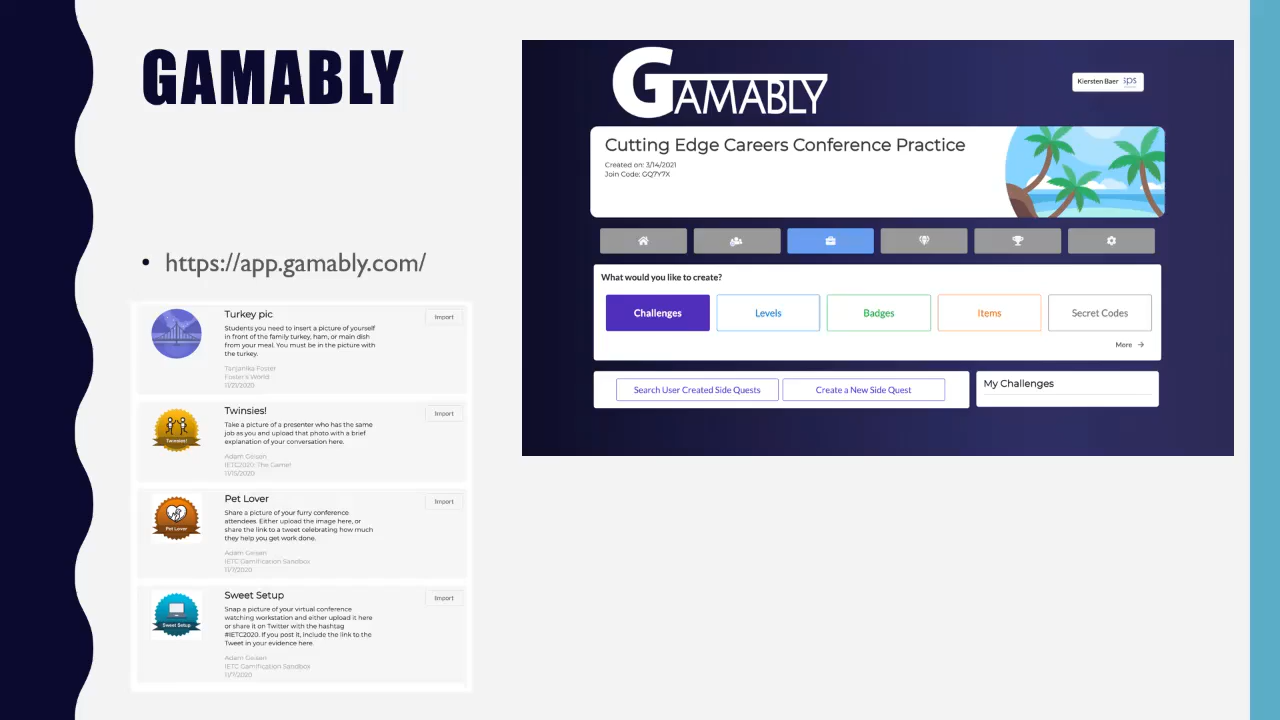 GAMABLY
• https://app.gamably.com/
Turkey pic
Import
Students you need to insert a picture of yourself
in front of the family turkey, ham, or main dish
from your meal. You must be in the picture with
the turkey.
Tanjanika Foster
Foster's World
11/21/2020
Twinsies!
Import
Take a picture of a presenter who has the same
job as you and upload that photo with a brief
explanation of your conversation here.
Twinsies!
Adam Geisen
IETC2020: The Game!
11/15/2020
Pet Lover
Import
Share a picture of your furry conference
attendees. Either upload the image here, or
share the link to a tweet celebrating how much
they help you get work done.
Pet Lover
Adam Geisen
IETC Gamification Sandbox
11/7/2020
Sweet Setup
Import
Snap a picture of your virtual conference
watching workstation and either upload it here
or share it on Twitter with the hashtag
#IETC2020. If you post it, include the link to the
Tweet in your evidence here.
Sweet Setup
Adam Geisen
IETC Gamification Sandbox
11/7/2020
GAMABLY
Kiersten Baer sps
Cutting Edge Careers Conference Practice
Created on: 3/14/2021
Join Code: GQ7Y7X
What would you like to create?
Challenges Levels Badges Items Secret Codes
More →
Search User Created Side Quests Create a New Side Quest
My Challenges